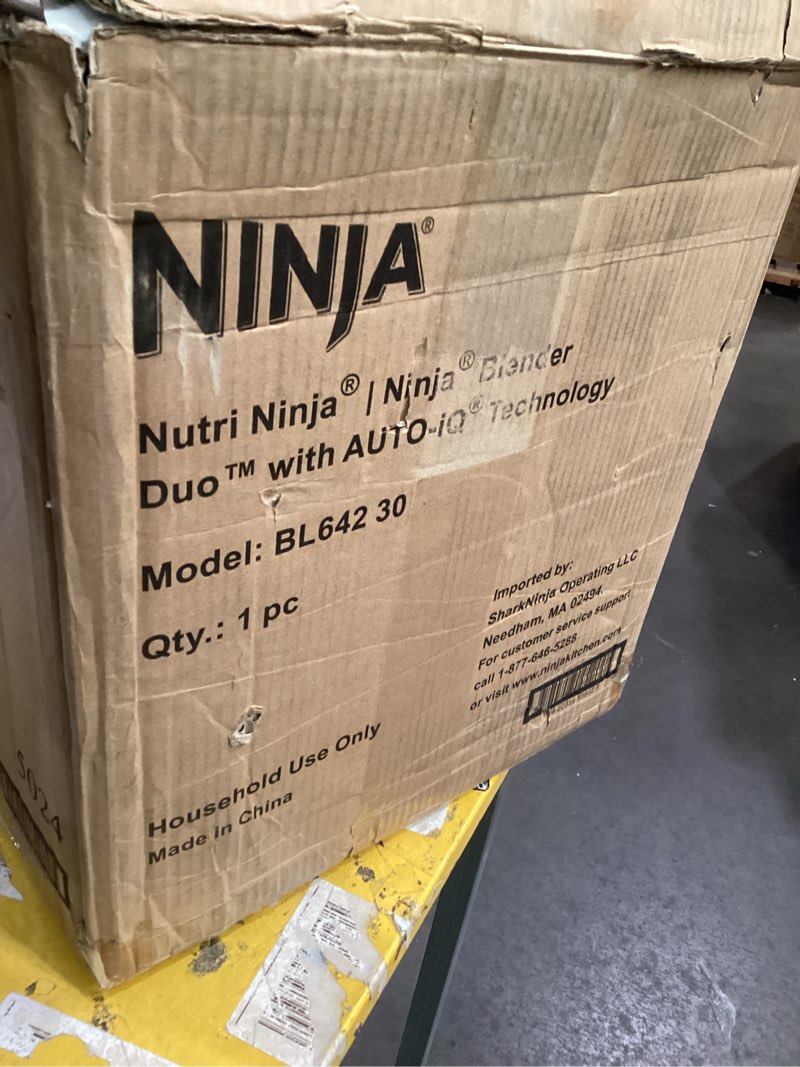 NINJA®
Nutri Ninja® | Ninja® Blender
Duo™ with AUTO-iQ® Technology
Model: BL642 30
Qty.: 1 pc
Imported by:
SharkNinja Operating LLC
Needham, MA 02494.
For customer service support
call 1-877-646-5288
or visit www.ninjakitchen.com
Household Use Only
Made in China
S024